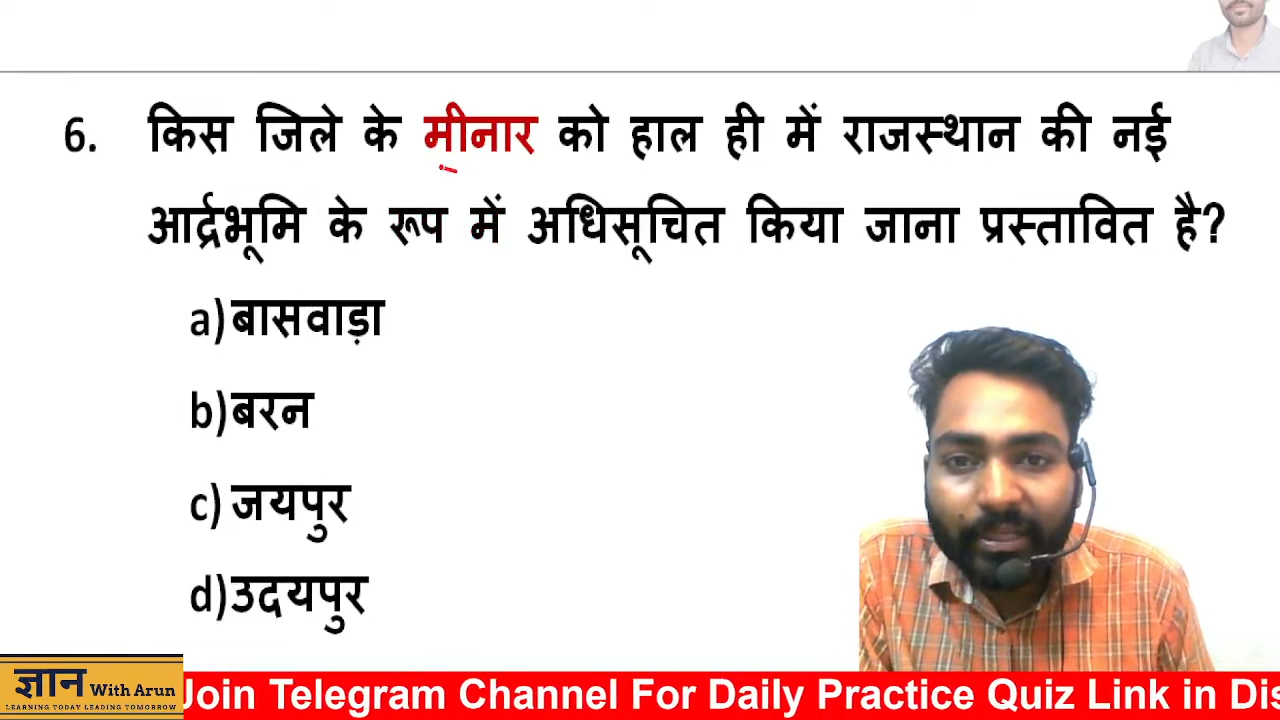 6. किस जिले के मीनार को हाल ही में राजस्थान की नई
आर्द्रभूमि के रूप में अधिसूचित किया जाना प्रस्तावित है?
a) बासवाड़ा
b) बरन
c) जयपुर
d) उदयपुर
ज्ञान With Arun
LEARNING TODAY LEADING TOMORROW
Join Telegram Channel For Daily Practice Quiz Link in Dis